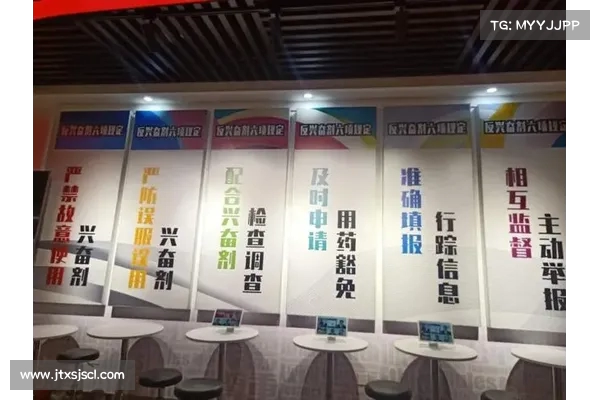 TG: MYYJJPP
反兴奋剂六项规定
严禁故意使用
兴奋剂
反兴奋剂六项规定
严防误服误用
兴奋剂
反兴奋剂六项规定
配合兴奋剂
检查调查
反兴奋剂六项规定
及时申请
用药豁免
反兴奋剂六项规定
准确填报
行踪信息
反兴奋剂六项规定
相互监督
主动举报
www.jtxsjscl.com